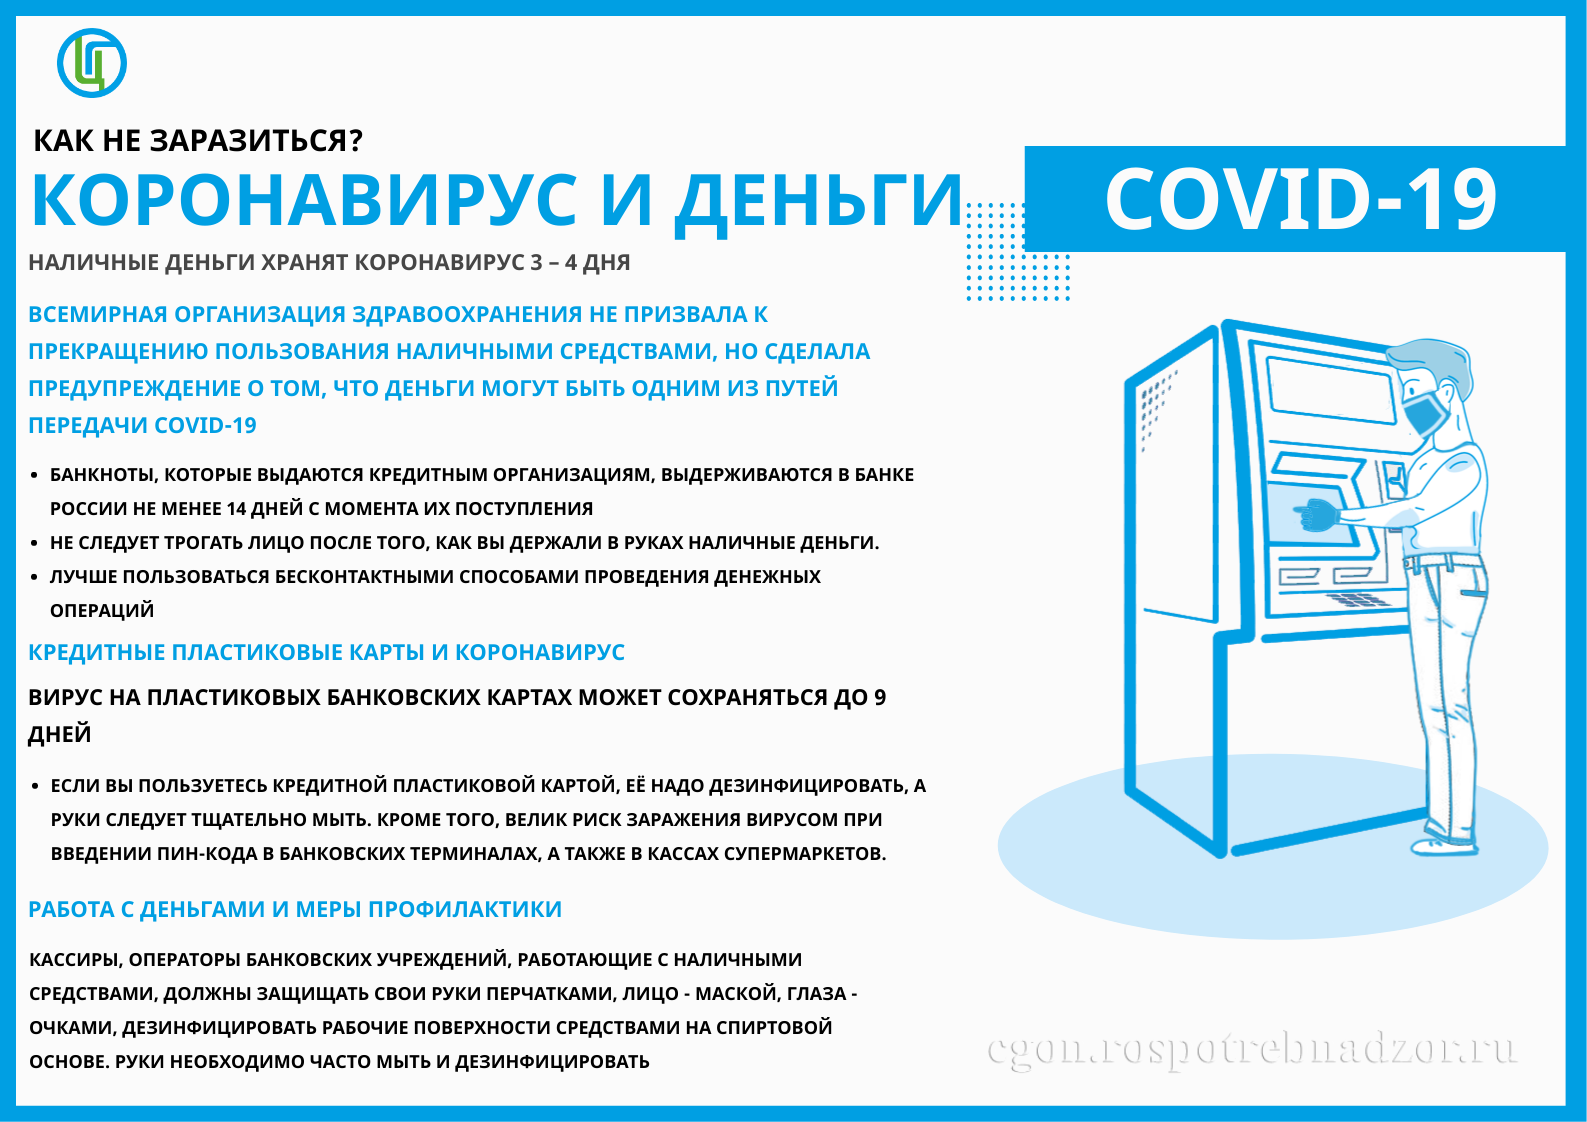 КАК НЕ ЗАРАЗИТЬСЯ?
КОРОНАВИРУС И ДЕНЬГИ
COVID-19
НАЛИЧНЫЕ ДЕНЬГИ ХРАНЯТ КОРОНАВИРУС 3 – 4 ДНЯ
ВСЕМИРНАЯ ОРГАНИЗАЦИЯ ЗДРАВООХРАНЕНИЯ НЕ ПРИЗВАЛА К
ПРЕКРАЩЕНИЮ ПОЛЬЗОВАНИЯ НАЛИЧНЫМИ СРЕДСТВАМИ, НО СДЕЛАЛА
ПРЕДУПРЕЖДЕНИЕ О ТОМ, ЧТО ДЕНЬГИ МОГУТ БЫТЬ ОДНИМ ИЗ ПУТЕЙ
ПЕРЕДАЧИ COVID-19
• БАНКНОТЫ, КОТОРЫЕ ВЫДАЮТСЯ КРЕДИТНЫМ ОРГАНИЗАЦИЯМ, ВЫДЕРЖИВАЮТСЯ В БАНКЕ
РОССИИ НЕ МЕНЕЕ 14 ДНЕЙ С МОМЕНТА ИХ ПОСТУПЛЕНИЯ
• НЕ СЛЕДУЕТ ТРОГАТЬ ЛИЦО ПОСЛЕ ТОГО, КАК ВЫ ДЕРЖАЛИ В РУКАХ НАЛИЧНЫЕ ДЕНЬГИ.
• ЛУЧШЕ ПОЛЬЗОВАТЬСЯ БЕСКОНТАКТНЫМИ СПОСОБАМИ ПРОВЕДЕНИЯ ДЕНЕЖНЫХ
ОПЕРАЦИЙ
КРЕДИТНЫЕ ПЛАСТИКОВЫЕ КАРТЫ И КОРОНАВИРУС
ВИРУС НА ПЛАСТИКОВЫХ БАНКОВСКИХ КАРТАХ МОЖЕТ СОХРАНЯТЬСЯ ДО 9
ДНЕЙ
• ЕСЛИ ВЫ ПОЛЬЗУЕТЕСЬ КРЕДИТНОЙ ПЛАСТИКОВОЙ КАРТОЙ, ЕЁ НАДО ДЕЗИНФИЦИРОВАТЬ, А
РУКИ СЛЕДУЕТ ТЩАТЕЛЬНО МЫТЬ. КРОМЕ ТОГО, ВЕЛИК РИСК ЗАРАЖЕНИЯ ВИРУСОМ ПРИ
ВВЕДЕНИИ ПИН-КОДА В БАНКОВСКИХ ТЕРМИНАЛАХ, А ТАКЖЕ В КАССАХ СУПЕРМАРКЕТОВ.
РАБОТА С ДЕНЬГАМИ И МЕРЫ ПРОФИЛАКТИКИ
КАССИРЫ, ОПЕРАТОРЫ БАНКОВСКИХ УЧРЕЖДЕНИЙ, РАБОТАЮЩИЕ С НАЛИЧНЫМИ
СРЕДСТВАМИ, ДОЛЖНЫ ЗАЩИЩАТЬ СВОИ РУКИ ПЕРЧАТКАМИ, ЛИЦО - МАСКОЙ, ГЛАЗА -
ОЧКАМИ, ДЕЗИНФИЦИРОВАТЬ РАБОЧИЕ ПОВЕРХНОСТИ СРЕДСТВАМИ НА СПИРТОВОЙ
ОСНОВЕ. РУКИ НЕОБХОДИМО ЧАСТО МЫТЬ И ДЕЗИНФИЦИРОВАТЬ
cgon.rospotrebnadzor.ru